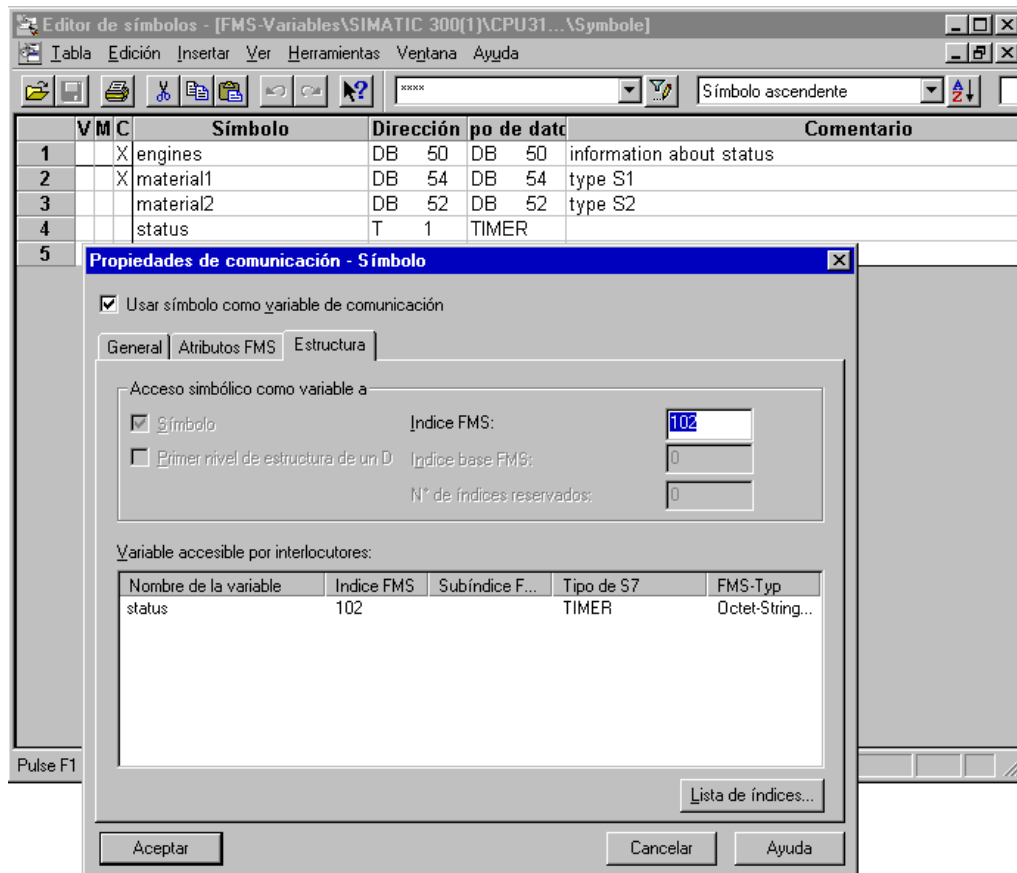 Editor de símbolos - [FMS-Variables\SIMATIC 300(1)\CPU31...\Symbole]
Tabla Edición Insertar Ver Herramientas Ventana Ayuda
**** Símbolo ascendente
V M C Símbolo Dirección po de datc Comentario
1 X engines DB 50 DB 50 information about status
2 X material1 DB 54 DB 54 type S1
3 material2 DB 52 DB 52 type S2
4 status T 1 TIMER
5
Propiedades de comunicación - Símbolo
Usar símbolo como variable de comunicación
General Atributos FMS Estructura
Acceso simbólico como variable a
Símbolo Indice FMS: 102
Primer nivel de estructura de un D Indice base FMS: 0
N° de índices reservados: 0
Variable accesible por interlocutores:
Nombre de la variable Indice FMS Subíndice F... Tipo de S7 FMS-Typ
status 102 TIMER Octet-String...
Pulse F1
Lista de índices...
Aceptar Cancelar Ayuda